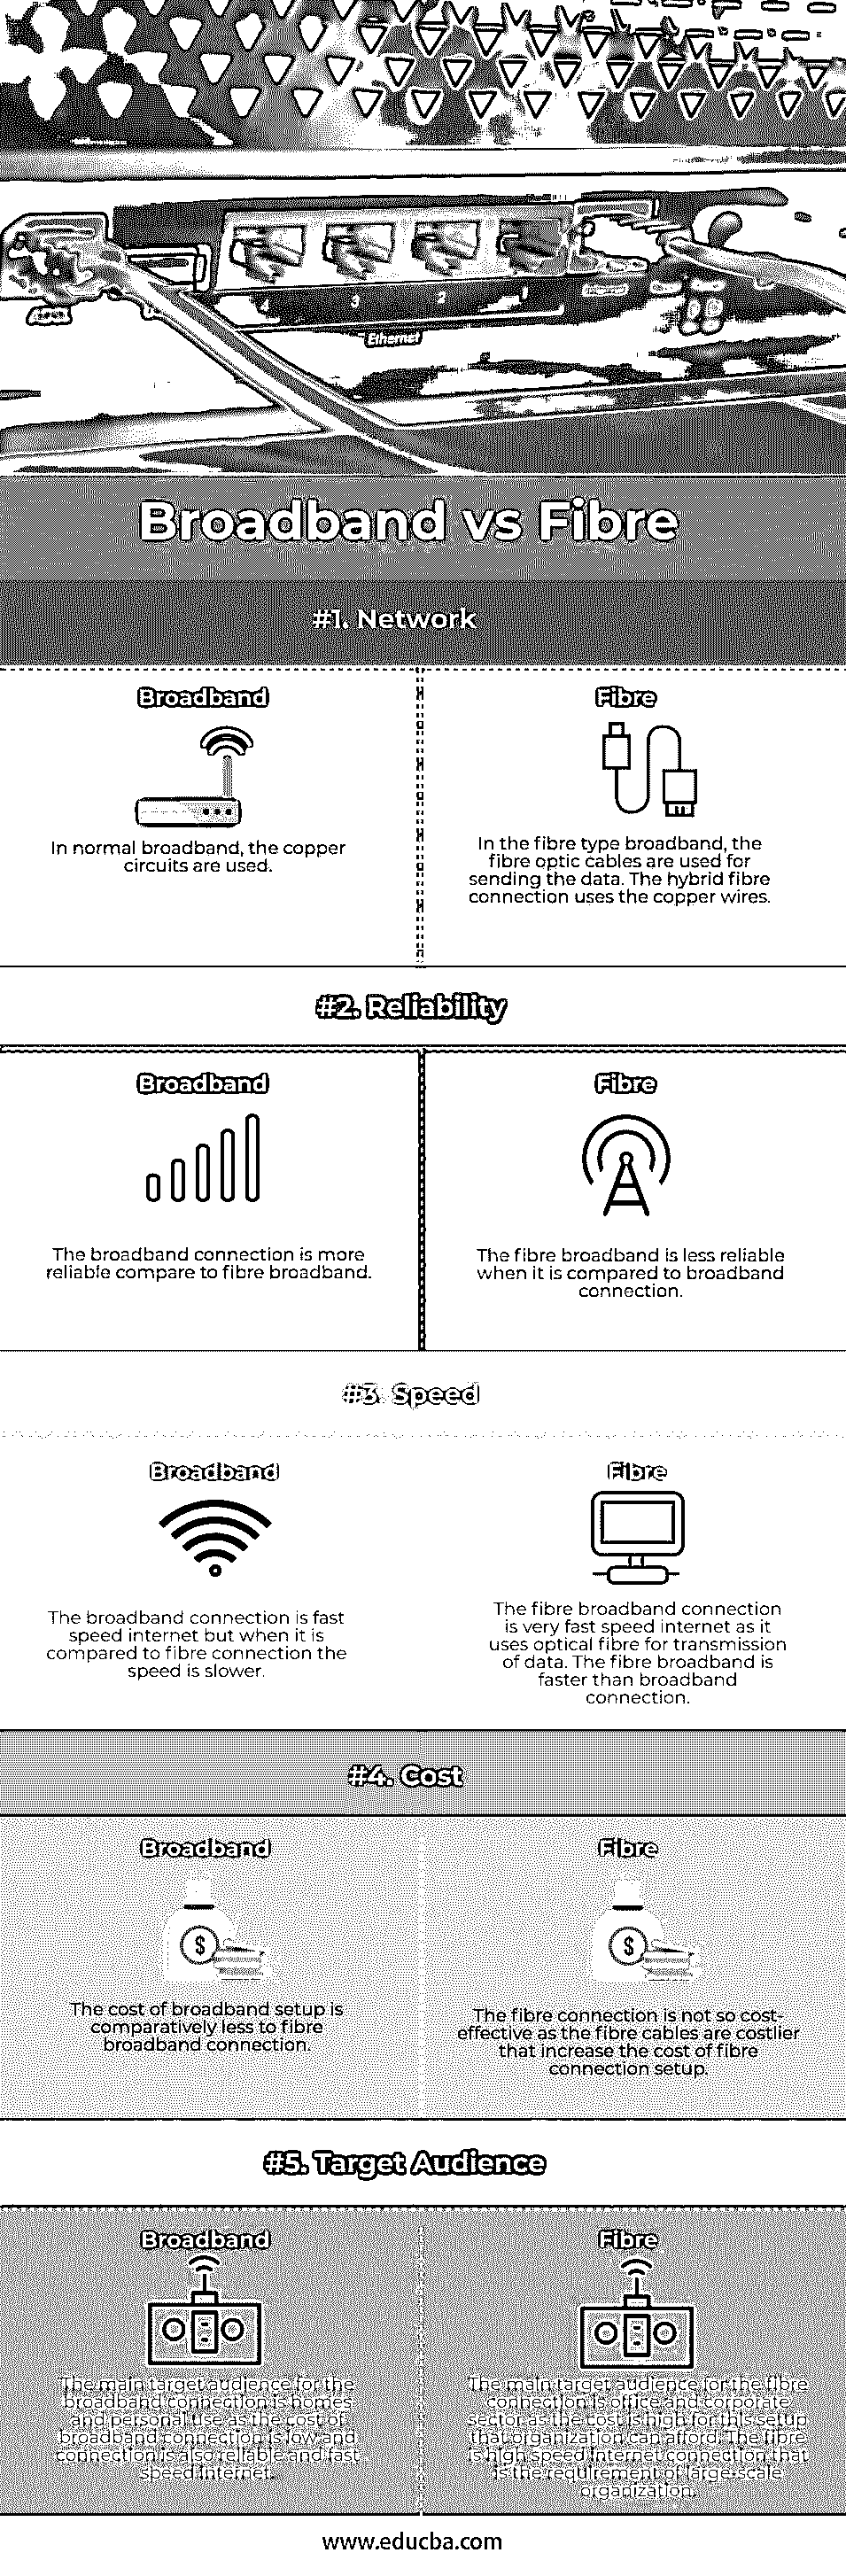 4
3
2
1
Ethernet
Internet
Broadband vs Fibre
#1. Network
Broadband
In normal broadband, the copper
circuits are used.
Fibre
In the fibre type broadband, the
fibre optic cables are used for
sending the data. The hybrid fibre
connection uses the copper wires.
#2. Reliability
Broadband
The broadband connection is more
reliable compare to fibre broadband.
Fibre
The fibre broadband is less reliable
when it is compared to broadband
connection.
#3. Speed
Broadband
The broadband connection is fast
speed internet but when it is
compared to fibre connection the
speed is slower.
Fibre
The fibre broadband connection
is very fast speed internet as it
uses optical fibre for transmission
of data. The fibre broadband is
faster than broadband
connection.
#4. Cost
Broadband
$
The cost of broadband setup is
comparatively less to fibre
broadband connection.
Fibre
$
The fibre connection is not so cost-
effective as the fibre cables are costlier
that increase the cost of fibre
connection setup.
#5. Target Audience
Broadband
The main target audience for the
broadband connection is homes
and personal use as the cost of
broadband connection is low and
connection is also reliable and fast
speed internet.
Fibre
The main target audience for the fibre
connection is office and corporate
sector as the cost is high for this setup
that organization can afford. The fibre
is high speed internet connection that
is the requirement of large-scale
organization.
www.educba.com